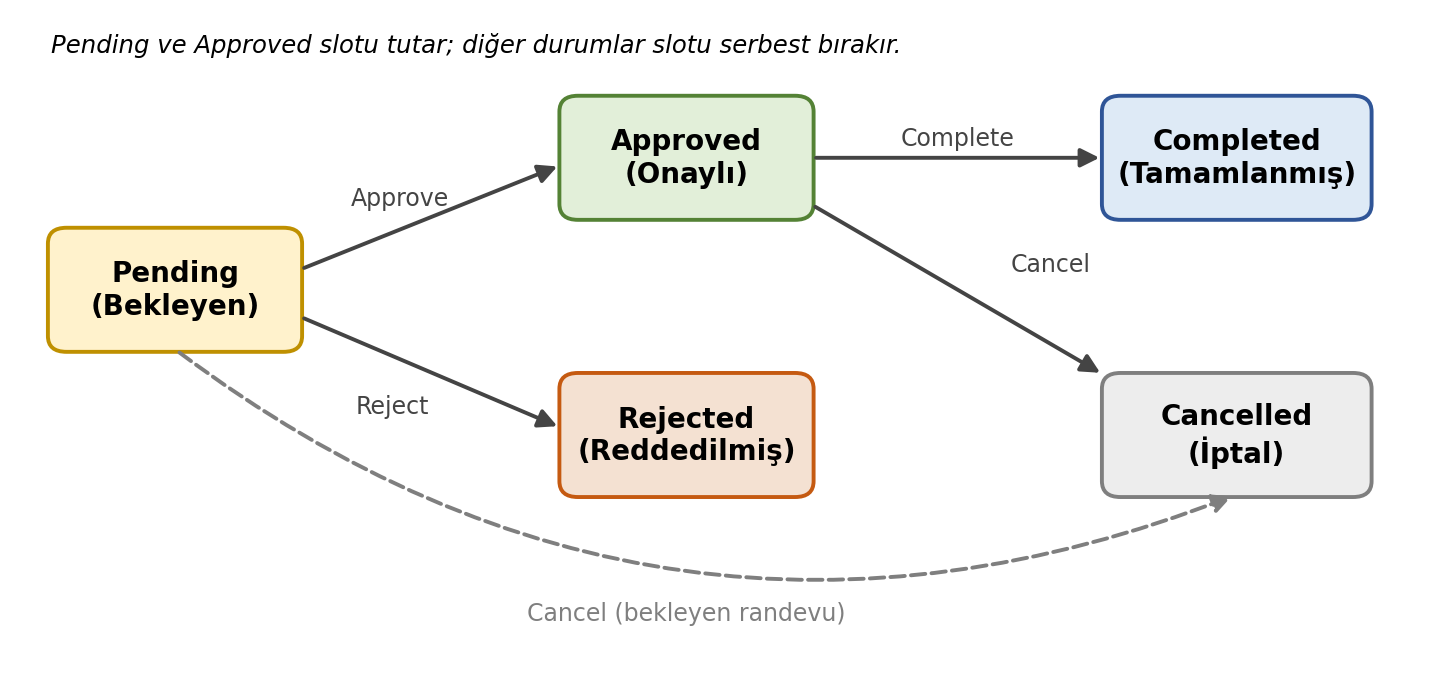 Pending ve Approved slotu tutar; diğer durumlar slotu serbest bırakır.
Approved
(Onaylı)
Complete
Completed
(Tamamlanmış)
Approve
Pending
(Bekleyen)
Cancel
Reject
Rejected
(Reddedilmiş)
Cancelled
(İptal)
Cancel (bekleyen randevu)